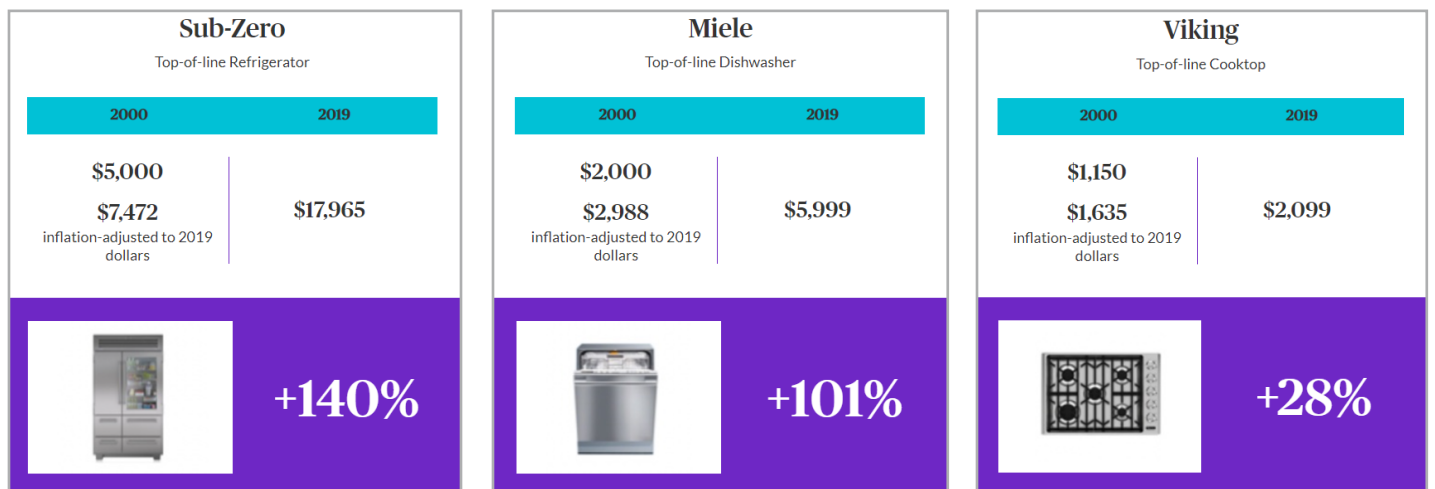 Sub-Zero
Top-of-line Refrigerator
2000 2019
$5,000
$7,472
inflation-adjusted to 2019
dollars
$17,965
+140%
Miele
Top-of-line Dishwasher
2000 2019
$2,000
$2,988
inflation-adjusted to 2019
dollars
$5,999
+101%
Viking
Top-of-line Cooktop
2000 2019
$1,150
$1,635
inflation-adjusted to 2019
dollars
$2,099
+28%